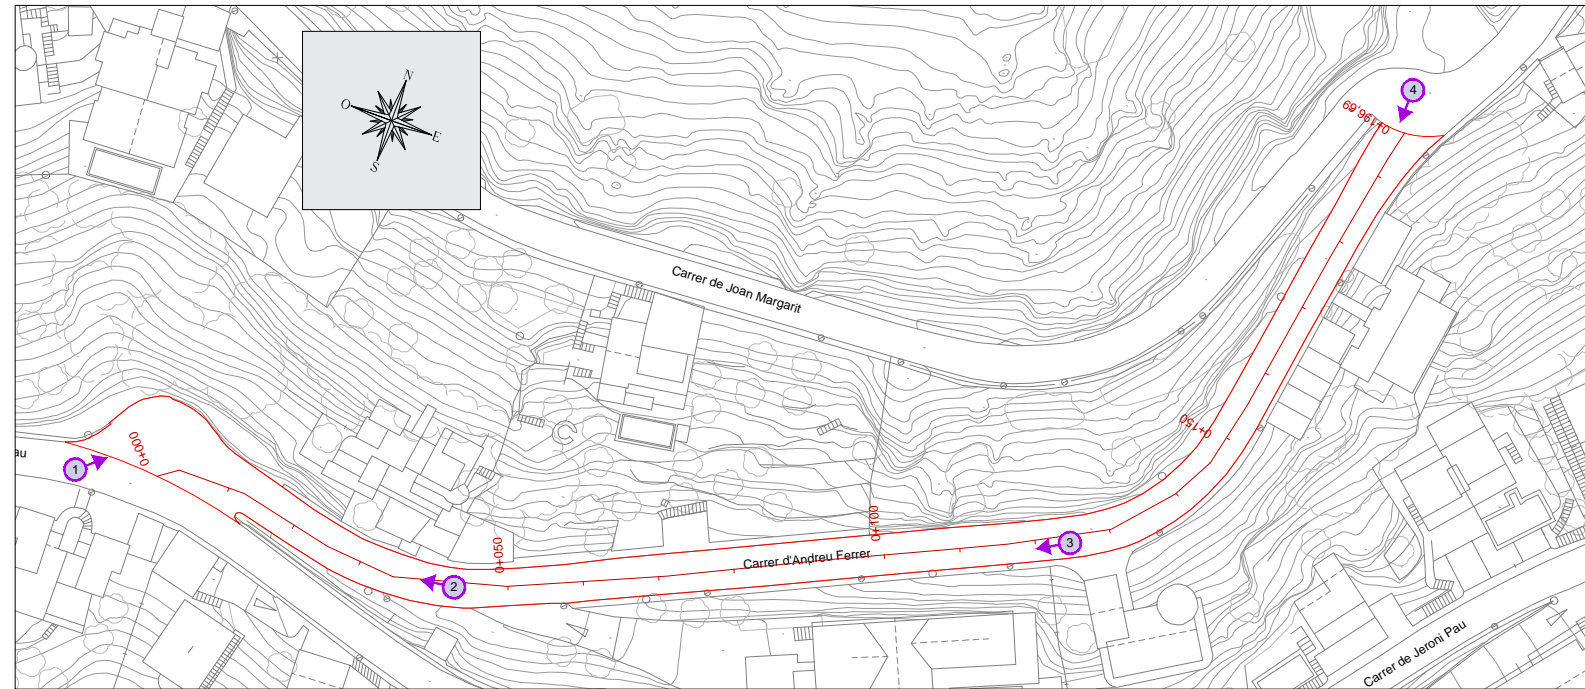 N
O
E
S
4
0+196,69
Carrer de Joan Margarit
0+150
0+000
au
1
0+100
0+050
Carrer d'Andreu Ferrer
3
2
Carrer de Jeroni Pau